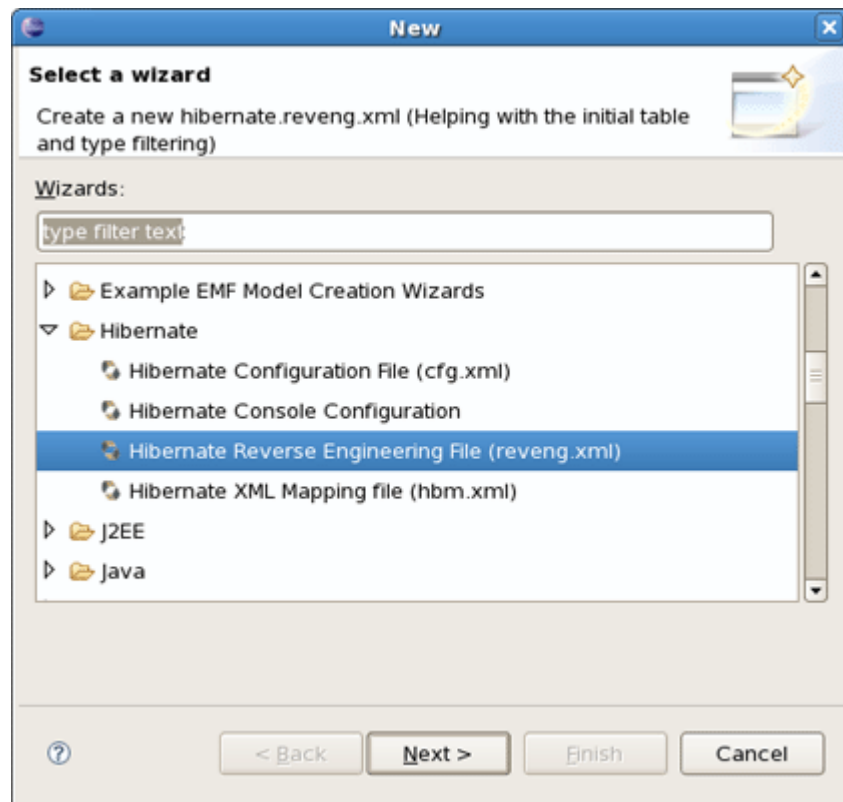 New
Select a wizard
Create a new hibernate.reveng.xml (Helping with the initial table
and type filtering)
Wizards:
type filter text
Example EMF Model Creation Wizards
Hibernate
Hibernate Configuration File (cfg.xml)
Hibernate Console Configuration
Hibernate Reverse Engineering File (reveng.xml)
Hibernate XML Mapping file (hbm.xml)
J2EE
Java
? < Back Next > Finish Cancel